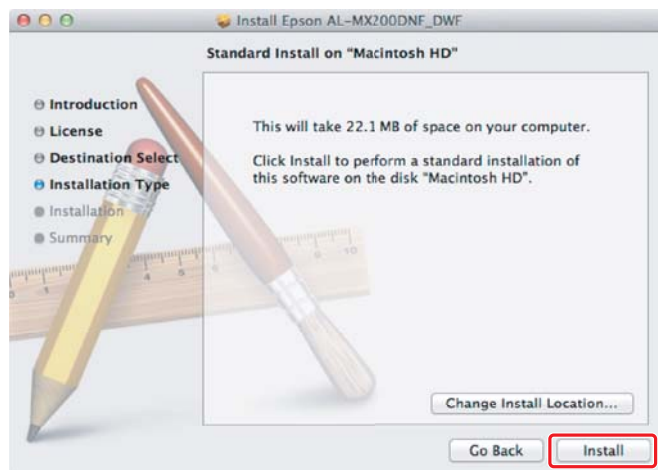 Install Epson AL-MX200DNF_DWF
Standard Install on "Macintosh HD"
Introduction
License
Destination Select
Installation Type
Installation
Summary
This will take 22.1 MB of space on your computer.
Click Install to perform a standard installation of
this software on the disk "Macintosh HD".
Change Install Location...
Go Back
Install